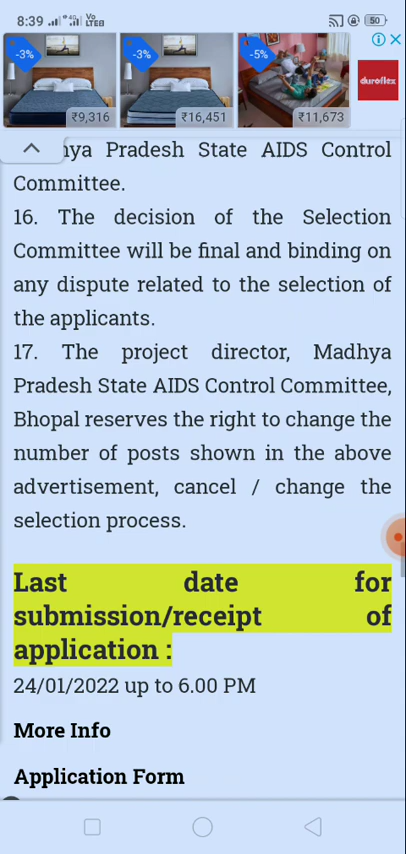 8:39 Vo LTEB 50
-3% -3% -5%
₹9,316 ₹16,451 ₹11,673 duroflex
hya Pradesh State AIDS Control
Committee.
16. The decision of the Selection
Committee will be final and binding on
any dispute related to the selection of
the applicants.
17. The project director, Madhya
Pradesh State AIDS Control Committee,
Bhopal reserves the right to change the
number of posts shown in the above
advertisement, cancel / change the
selection process.
Last date for
submission/receipt of
application :
24/01/2022 up to 6.00 PM
More Info
Application Form